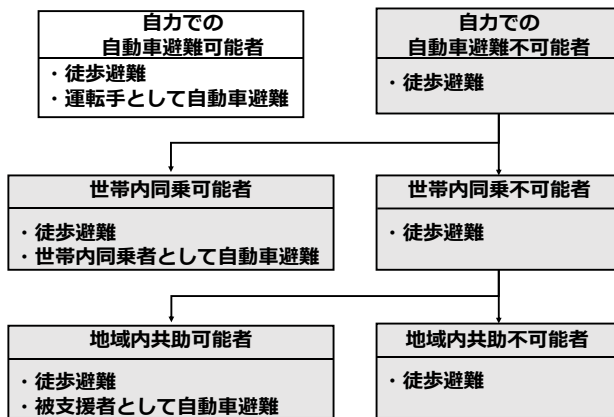 自力での
自動車避難可能者
・徒歩避難
・運転手として自動車避難
自力での
自動車避難不可能者
・徒歩避難
世帯内同乗可能者
・徒歩避難
・世帯内同乗者として自動車避難
世帯内同乗不可能者
・徒歩避難
地域内共助可能者
・徒歩避難
・被支援者として自動車避難
地域内共助不可能者
・徒歩避難